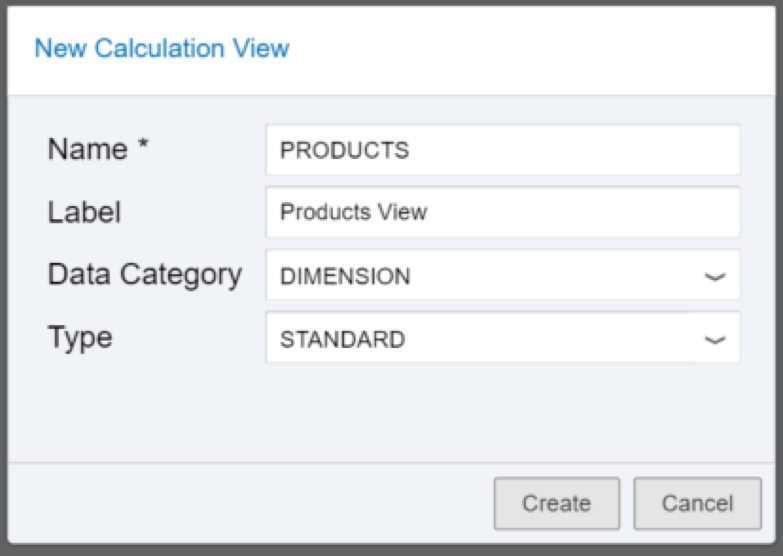 New Calculation View
Name * PRODUCTS
Label Products View
Data Category DIMENSION
Type STANDARD
Create Cancel